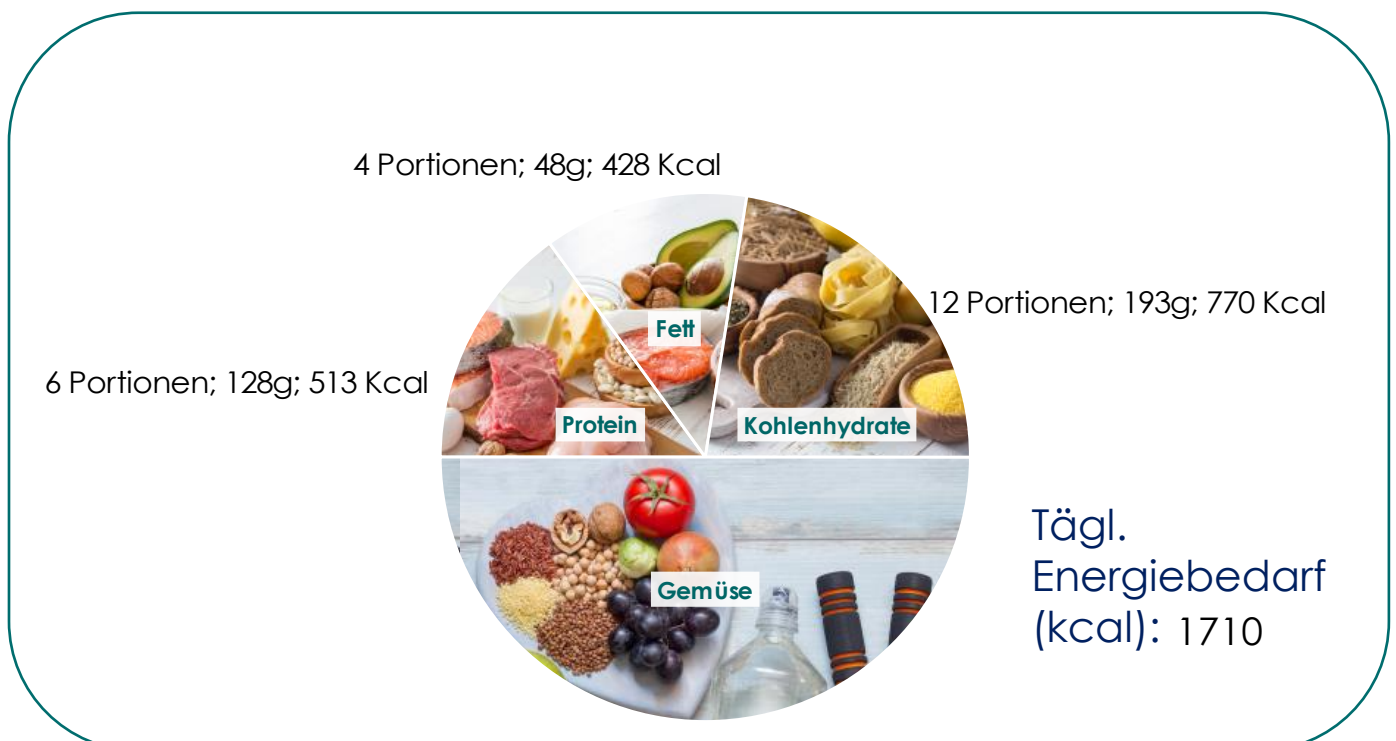 4 Portionen; 48g; 428 Kcal
12 Portionen; 193g; 770 Kcal
Fett
6 Portionen; 128g; 513 Kcal
Protein
Kohlenhydrate
Gemüse
Tägl.
Energiebedarf
(kcal): 1710